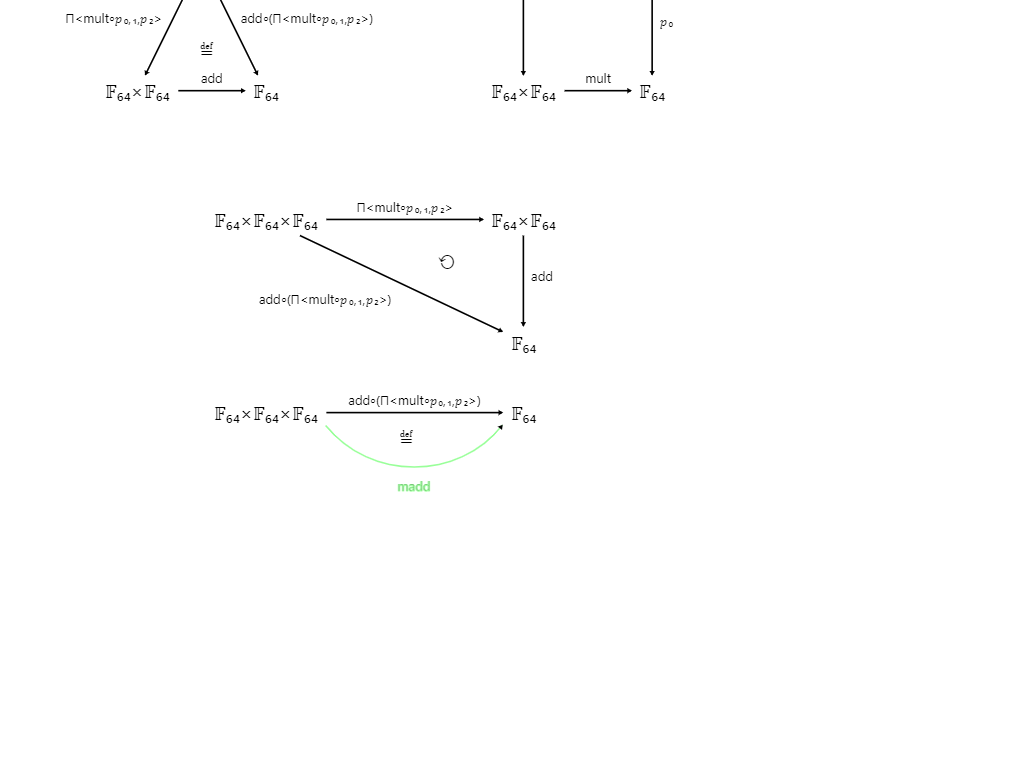 Π<mult∘p₀,₁,p₂> add∘(Π<mult∘p₀,₁,p₂>) p₀
def
=
𝔽₆₄×𝔽₆₄ add 𝔽₆₄ 𝔽₆₄×𝔽₆₄ mult 𝔽₆₄
Π<mult∘p₀,₁,p₂>
𝔽₆₄×𝔽₆₄×𝔽₆₄ 𝔽₆₄×𝔽₆₄
add
add∘(Π<mult∘p₀,₁,p₂>)
𝔽₆₄
add∘(Π<mult∘p₀,₁,p₂>)
𝔽₆₄×𝔽₆₄×𝔽₆₄ 𝔽₆₄
def
=
madd